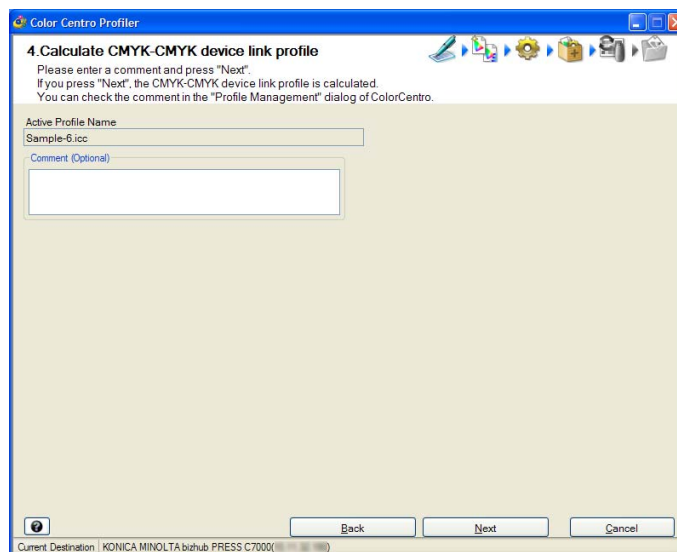 Color Centro Profiler
4.Calculate CMYK-CMYK device link profile
Please enter a comment and press "Next".
If you press "Next", the CMYK-CMYK device link profile is calculated.
You can check the comment in the "Profile Management" dialog of ColorCentro.
Active Profile Name
Sample-6.icc
Comment (Optional)
Back Next Cancel
Current Destination KONICA MINOLTA bizhub PRESS C7000(